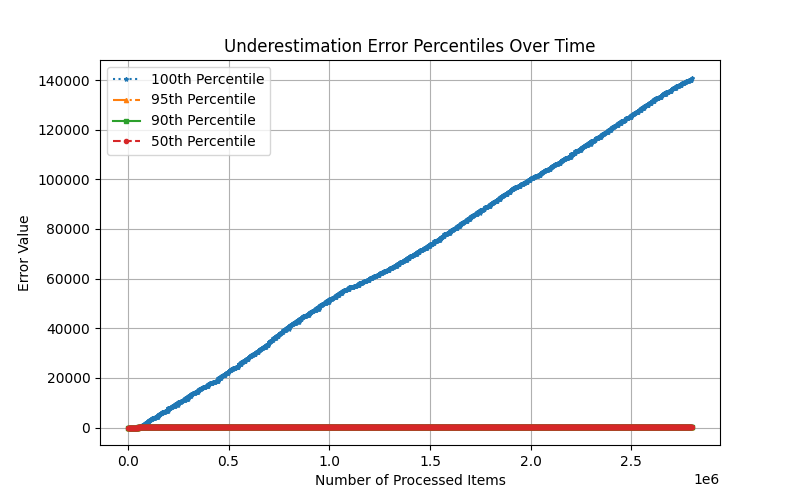 Underestimation Error Percentiles Over Time
100th Percentile
95th Percentile
90th Percentile
50th Percentile
Error Value
140000
120000
100000
80000
60000
40000
20000
0
0.0 0.5 1.0 1.5 2.0 2.5
1e6
Number of Processed Items